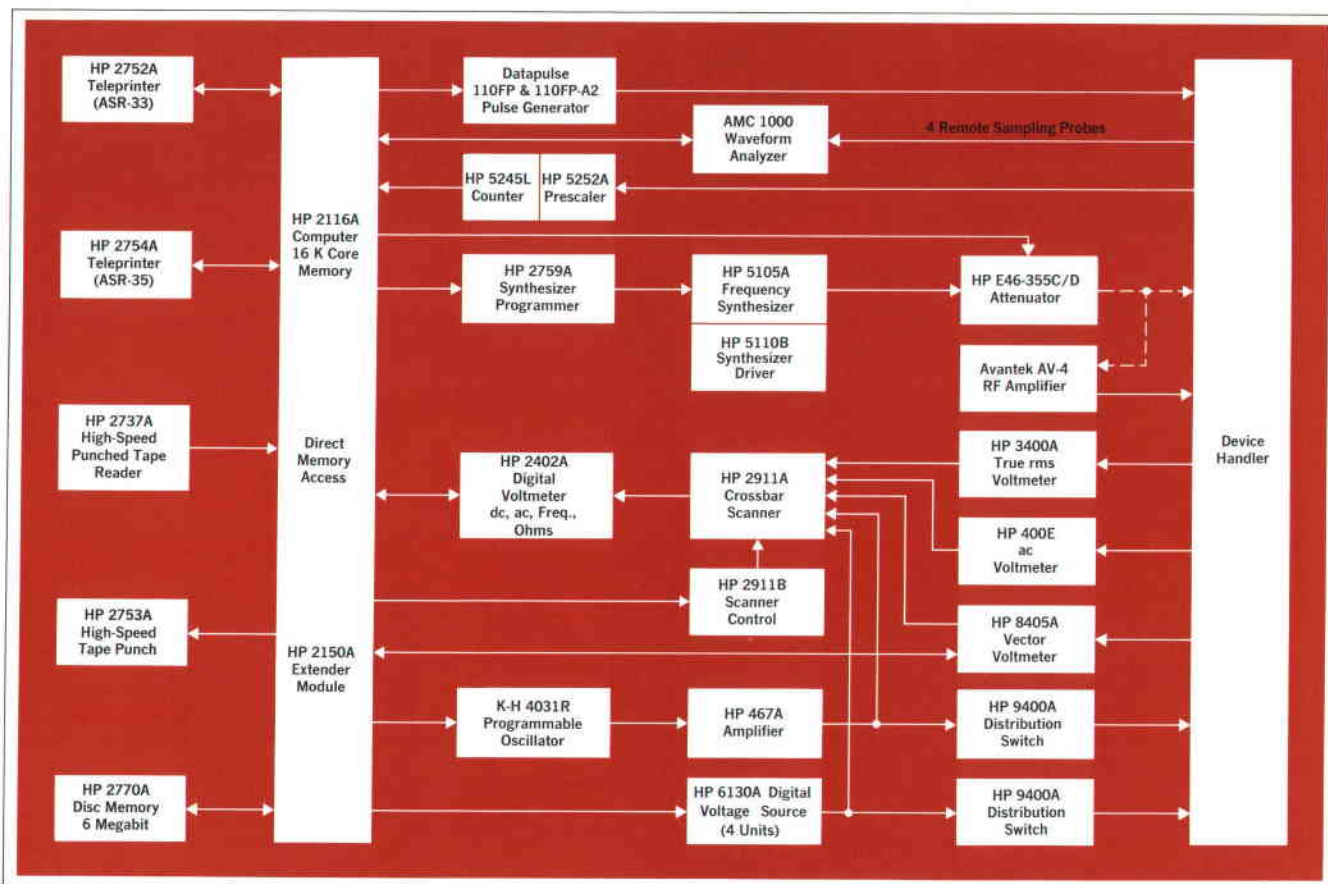 HP 2752A
Teleprinter
(ASR-33)
HP 2754A
Teleprinter
(ASR-35)
HP 2737A
High-Speed
Punched Tape
Reader
HP 2753A
High-Speed
Tape Punch
HP 2770A
Disc Memory
6 Megabit
HP 2116A
Computer
16 K Core
Memory
Direct
Memory
Access
HP 2150A
Extender
Module
Datapulse
110FP & 110FP-A2
Pulse Generator
AMC 1000
Waveform
Analyzer
4 Remote Sampling Probes
HP 5245L
Counter
HP 5252A
Prescaler
HP 2759A
Synthesizer
Programmer
HP 5105A
Frequency
Synthesizer
HP 5110B
Synthesizer
Driver
HP E46-355C/D
Attenuator
Avantek AV-4
RF Amplifier
HP 2402A
Digital
Voltmeter
dc, ac, Freq.,
Ohms
HP 2911A
Crossbar
Scanner
HP 2911B
Scanner
Control
HP 3400A
True rms
Voltmeter
HP 400E
ac
Voltmeter
HP 8405A
Vector
Voltmeter
K-H 4031R
Programmable
Oscillator
HP 467A
Amplifier
HP 9400A
Distribution
Switch
HP 6130A Digital
Voltage Source
(4 Units)
HP 9400A
Distribution
Switch
Device
Handler